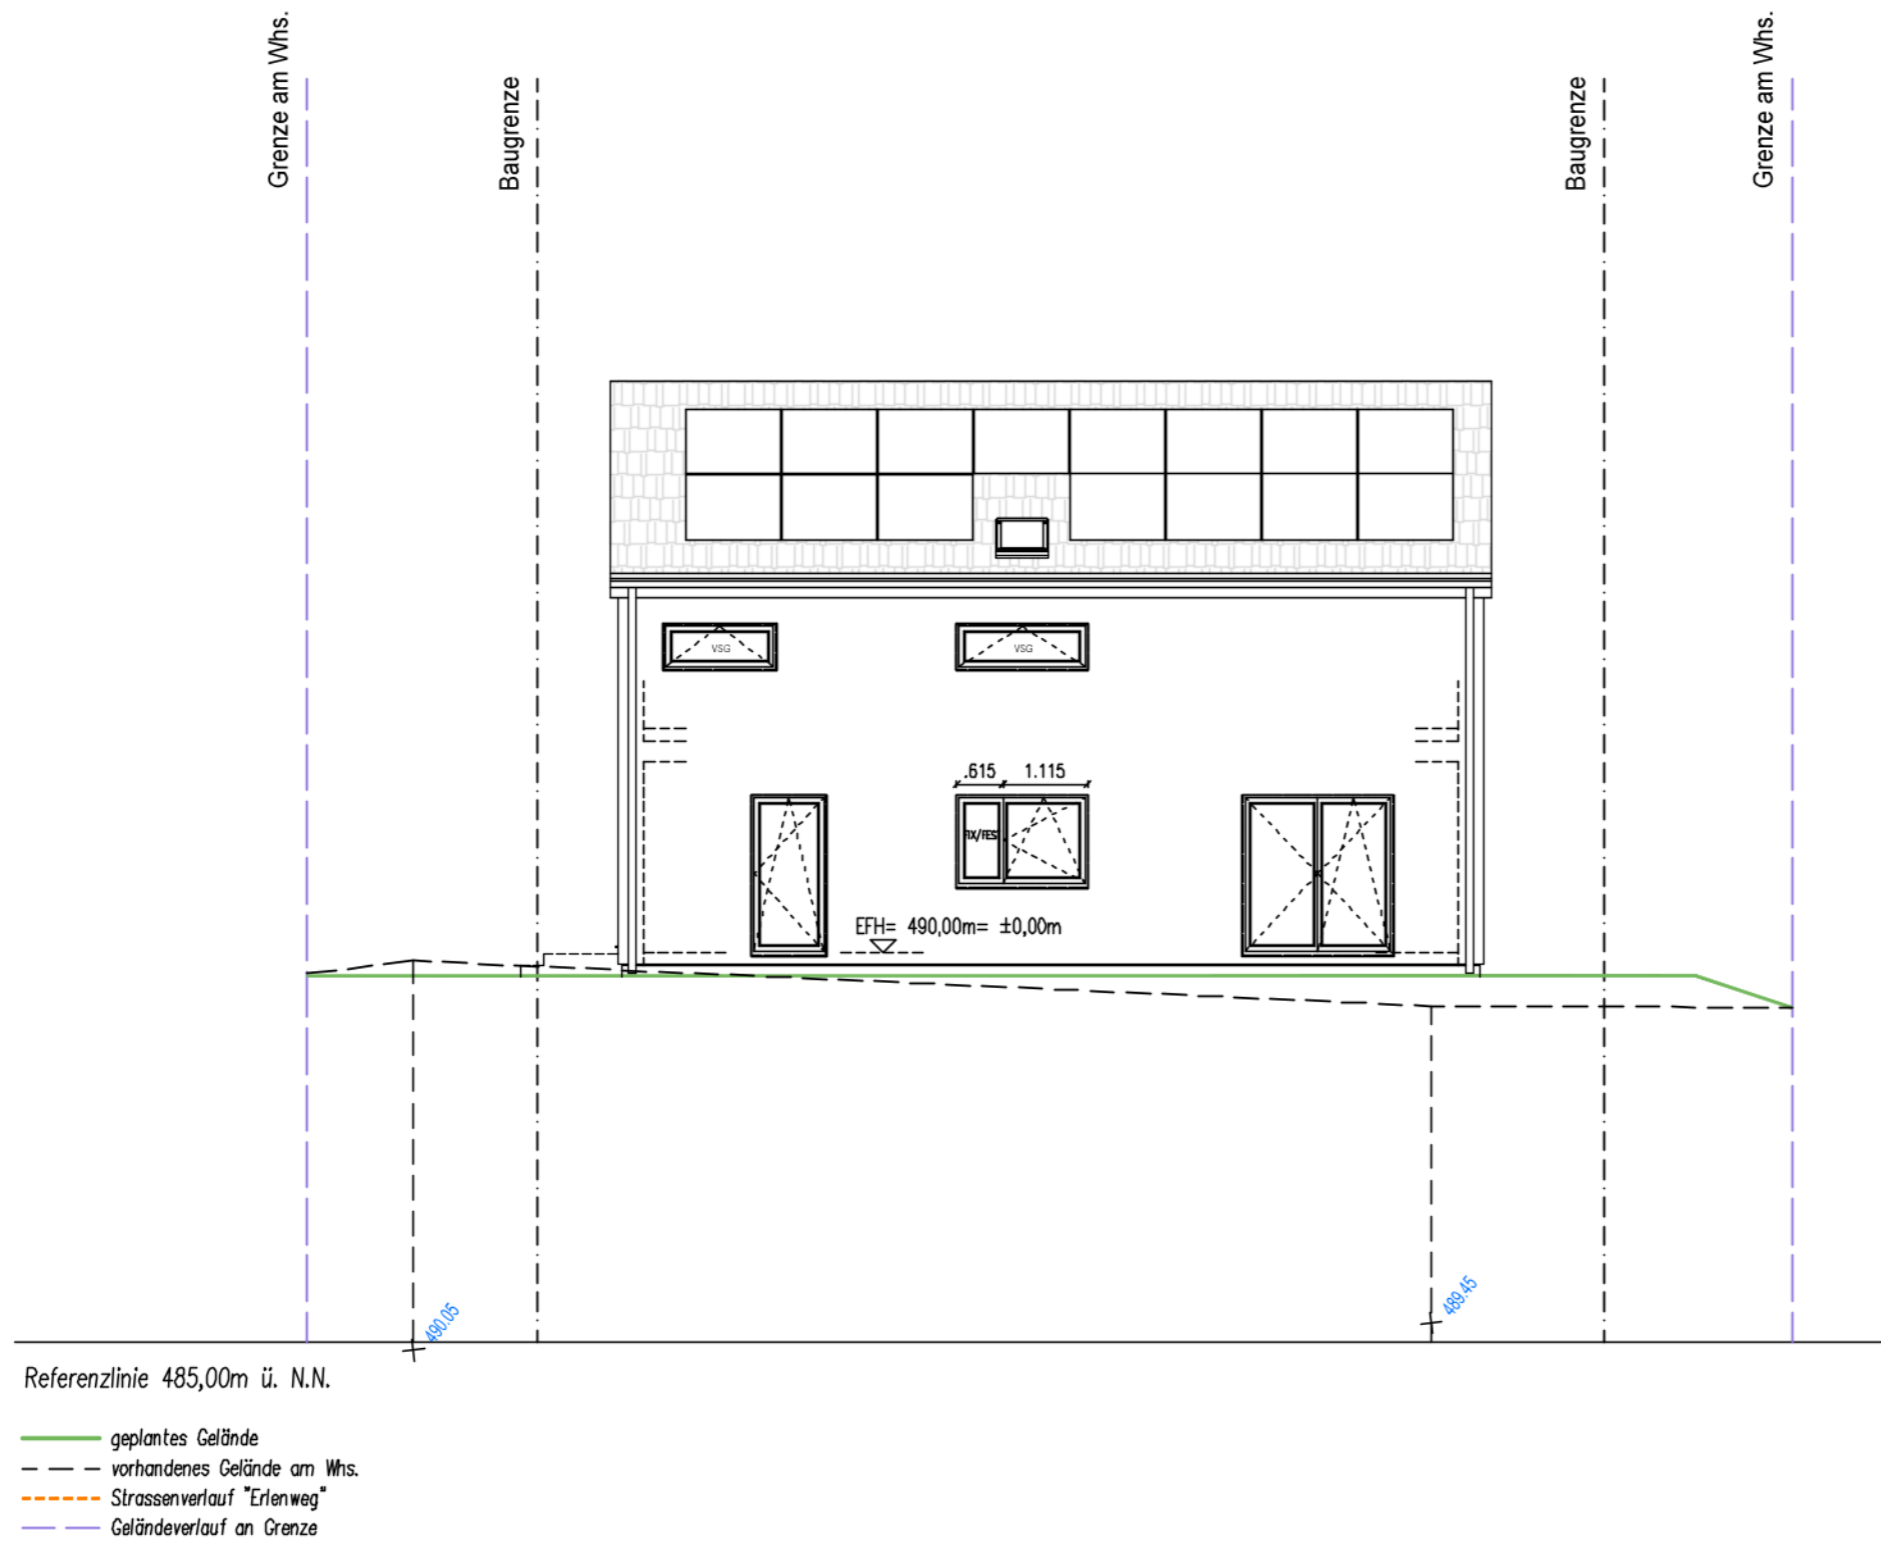 Grenze am Whs.
Baugrenze
Baugrenze
Grenze am Whs.
VSG
VSG
.615 1.115
FIX/FEST
EFH= 490,00m= ±0,00m
490.05
489.45
Referenzlinie 485,00m ü. N.N.
geplantes Gelände
vorhandenes Gelände am Whs.
Strassenverlauf "Erlenweg"
Geländeverlauf an Grenze